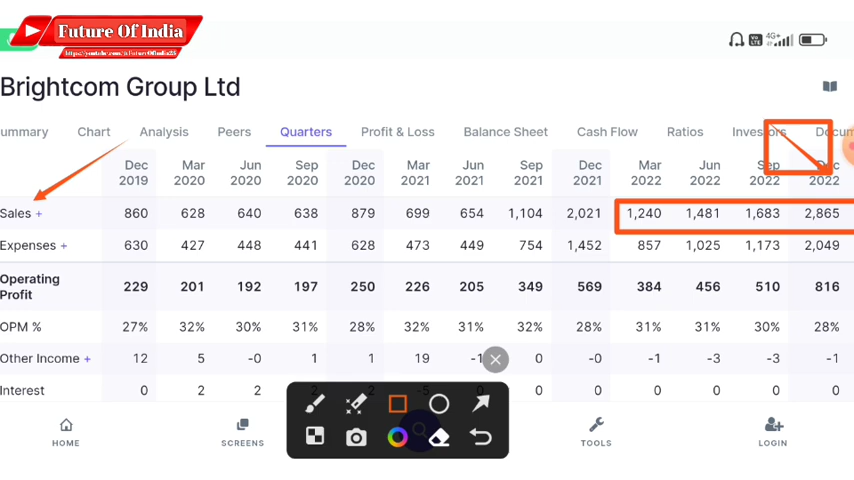 Future Of India
Brightcom Group Ltd
ummary Chart Analysis Peers Quarters Profit & Loss Balance Sheet Cash Flow Ratios Investors Docum
Dec 2019 Mar 2020 Jun 2020 Sep 2020 Dec 2020 Mar 2021 Jun 2021 Sep 2021 Dec 2021 Mar 2022 Jun 2022 Sep 2022 Dec 2022
Sales + 860 628 640 638 879 699 654 1,104 2,021 1,240 1,481 1,683 2,865
Expenses + 630 427 448 441 628 473 449 754 1,452 857 1,025 1,173 2,049
Operating Profit 229 201 192 197 250 226 205 349 569 384 456 510 816
OPM % 27% 32% 30% 31% 28% 32% 31% 32% 28% 31% 31% 30% 28%
Other Income + 12 5 -0 1 1 19 -1 0 -0 -1 -3 -3 -1
Interest 0 2 2 2 2 -5 0 0 0 0 0 0
HOME SCREENS TOOLS LOGIN